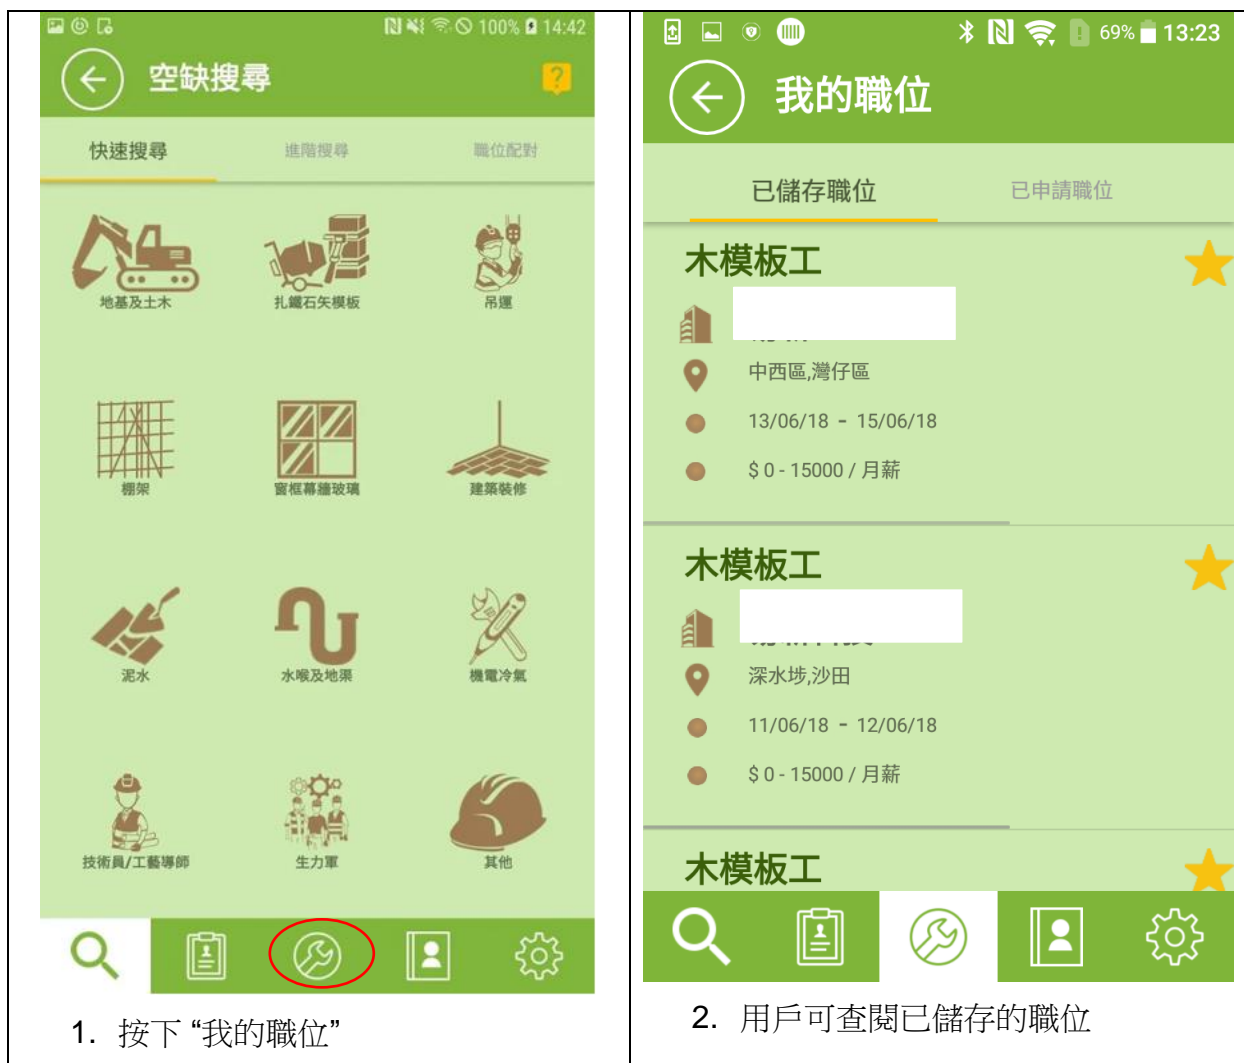 100% 14:42
空缺搜尋
?
快速搜尋 進階搜尋 職位配對
地基及土木 扎鐵石矢模板 吊運
棚架 窗框幕牆玻璃 建築裝修
泥水 水喉及地渠 機電冷氣
技術員/工藝導師 生力軍 其他
1. 按下 “我的職位”
69% 13:23
我的職位
已儲存職位 已申請職位
木模板工
中西區,灣仔區
13/06/18 - 15/06/18
$ 0 - 15000 / 月薪
木模板工
深水埗,沙田
11/06/18 - 12/06/18
$ 0 - 15000 / 月薪
木模板工
2. 用戶可查閱已儲存的職位